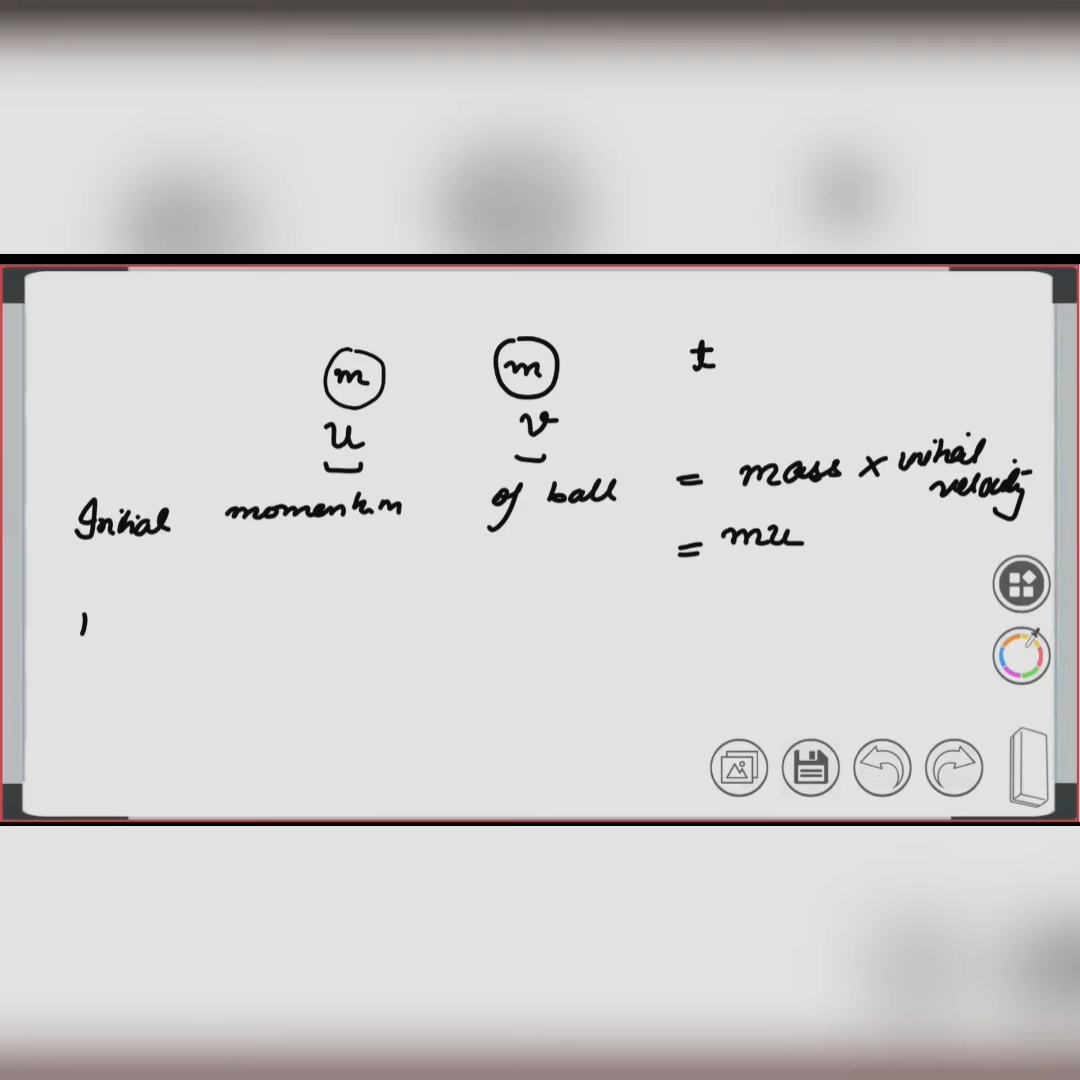 m m t
u v
Initial momentum of ball = mass x initial velocity
= mu